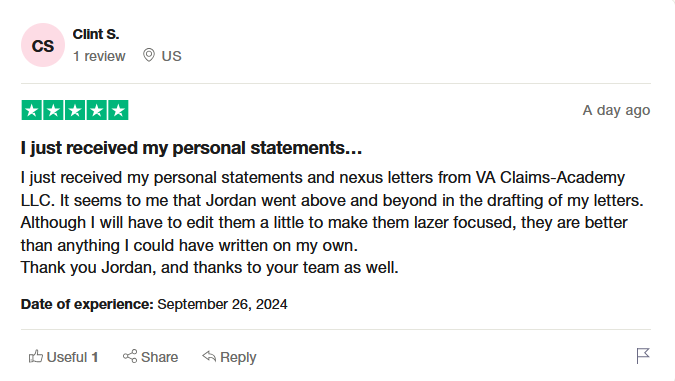 CS
Clint S.
1 review US
A day ago
I just received my personal statements…
I just received my personal statements and nexus letters from VA Claims-Academy
LLC. It seems to me that Jordan went above and beyond in the drafting of my letters.
Although I will have to edit them a little to make them lazer focused, they are better
than anything I could have written on my own.
Thank you Jordan, and thanks to your team as well.
Date of experience: September 26, 2024
Useful 1 Share Reply